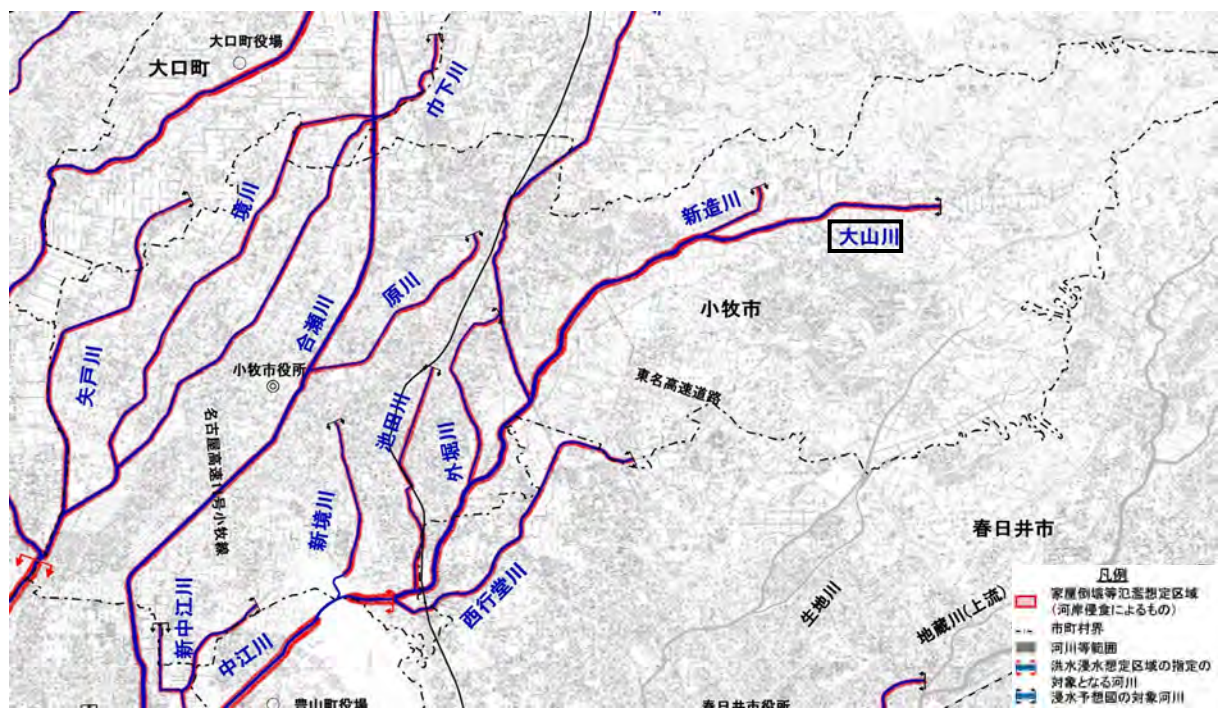 大口町役場
大口町
巾下川
境川
新造川
大山川
原川
合瀬川
小牧市
矢戸川
小牧市役所
東名高速道路
池田川
外堀川
名古屋高速11号小牧線
新境川
春日井市
西行堂川
生地川
地蔵川(上流)
新中江川
中江川
豊山町役場
春日井市役所
凡例
家屋倒壊等氾濫想定区域
(河岸侵食によるもの)
市町村界
河川等範囲
洪水浸水想定区域の指定の
対象となる河川
浸水予想図の対象河川